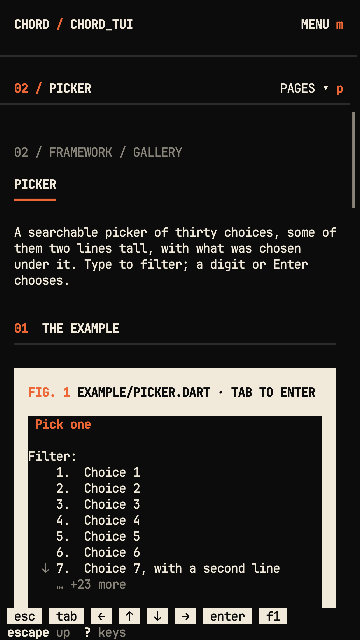 CHORD / CHORD_TUI MENU m
02 / PICKER PAGES ▾ p
02 / FRAMEWORK / GALLERY
PICKER
A searchable picker of thirty choices, some of
them two lines tall, with what was chosen
under it. Type to filter; a digit or Enter
chooses.
01 THE EXAMPLE
FIG. 1 EXAMPLE/PICKER.DART · TAB TO ENTER
Pick one
Filter:
1. Choice 1
2. Choice 2
3. Choice 3
4. Choice 4
5. Choice 5
6. Choice 6
↓ 7. Choice 7, with a second line
… +23 more
esc tab ← ↑ ↓ → enter f1
escape up ? keys